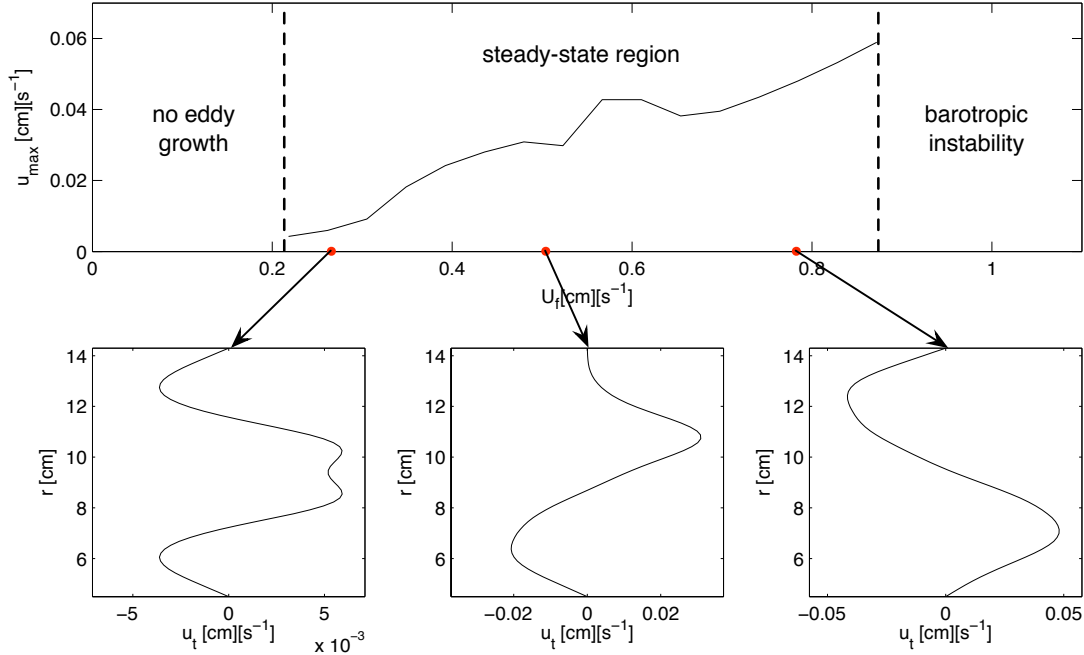 0.06
0.04
0.02
0
u_max [cm][s⁻¹]
no eddy
growth
steady-state region
barotropic
instability
0 0.2 0.4 0.6 0.8 1
U_f[cm][s⁻¹]
14
12
10
8
6
r [cm]
−5 0 5
x 10⁻³
u_t [cm][s⁻¹]
14
12
10
8
6
r [cm]
−0.02 0 0.02
u_t [cm][s⁻¹]
14
12
10
8
6
r [cm]
−0.05 0 0.05
u_t [cm][s⁻¹]